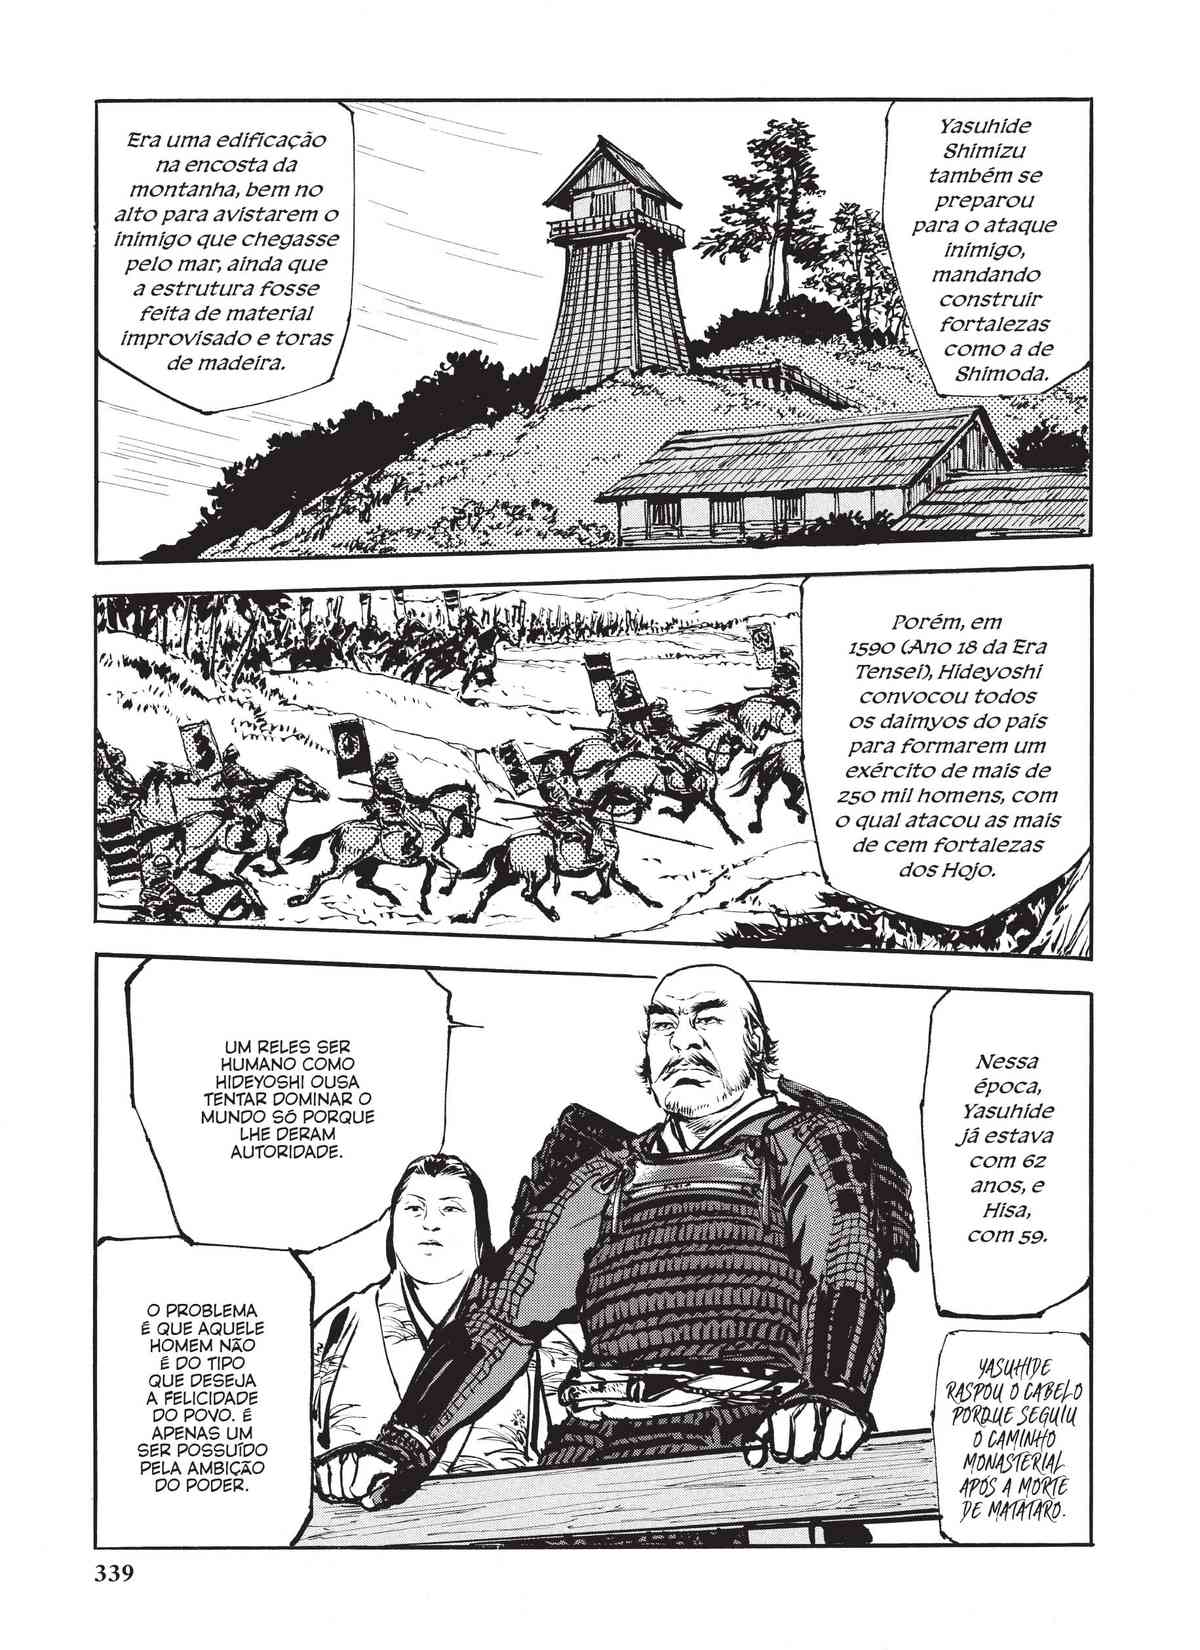 Yasuhide
Shimizu
também se
preparou
para o ataque
inimigo,
mandando
construir
fortalezas
como a de
Shimoda.
Era uma edificação
na encosta da
montanha, bem no
alto para avistarem o
inimigo que chegasse
pelo mar, ainda que
a estrutura fosse
feita de material
improvisado e toras
de madeira.
Porém, em
1590 (Ano 18 da Era
Tensei), Hideyoshi
convocou todos
os daimyos do país
para formarem um
exército de mais de
250 mil homens, com
o qual atacou as mais
de cem fortalezas
dos Hojo.
Nessa
época,
Yasuhide
já estava
com 62
anos, e
Hisa,
com 59.
YASUHIDE
RASPOU O CABELO
PORQUE SEGUIU
O CAMINHO
MONASTERIAL
APÓS A MORTE
DE MATATARO.
UM RELES SER
HUMANO COMO
HIDEYOSHI OUSA
TENTAR DOMINAR O
MUNDO SÓ PORQUE
LHE DERAM
AUTORIDADE.
O PROBLEMA
É QUE AQUELE
HOMEM NÃO
É DO TIPO
QUE DESEJA
A FELICIDADE
DO POVO. É
APENAS UM
SER POSSUÍDO
PELA AMBIÇÃO
DO PODER.
339